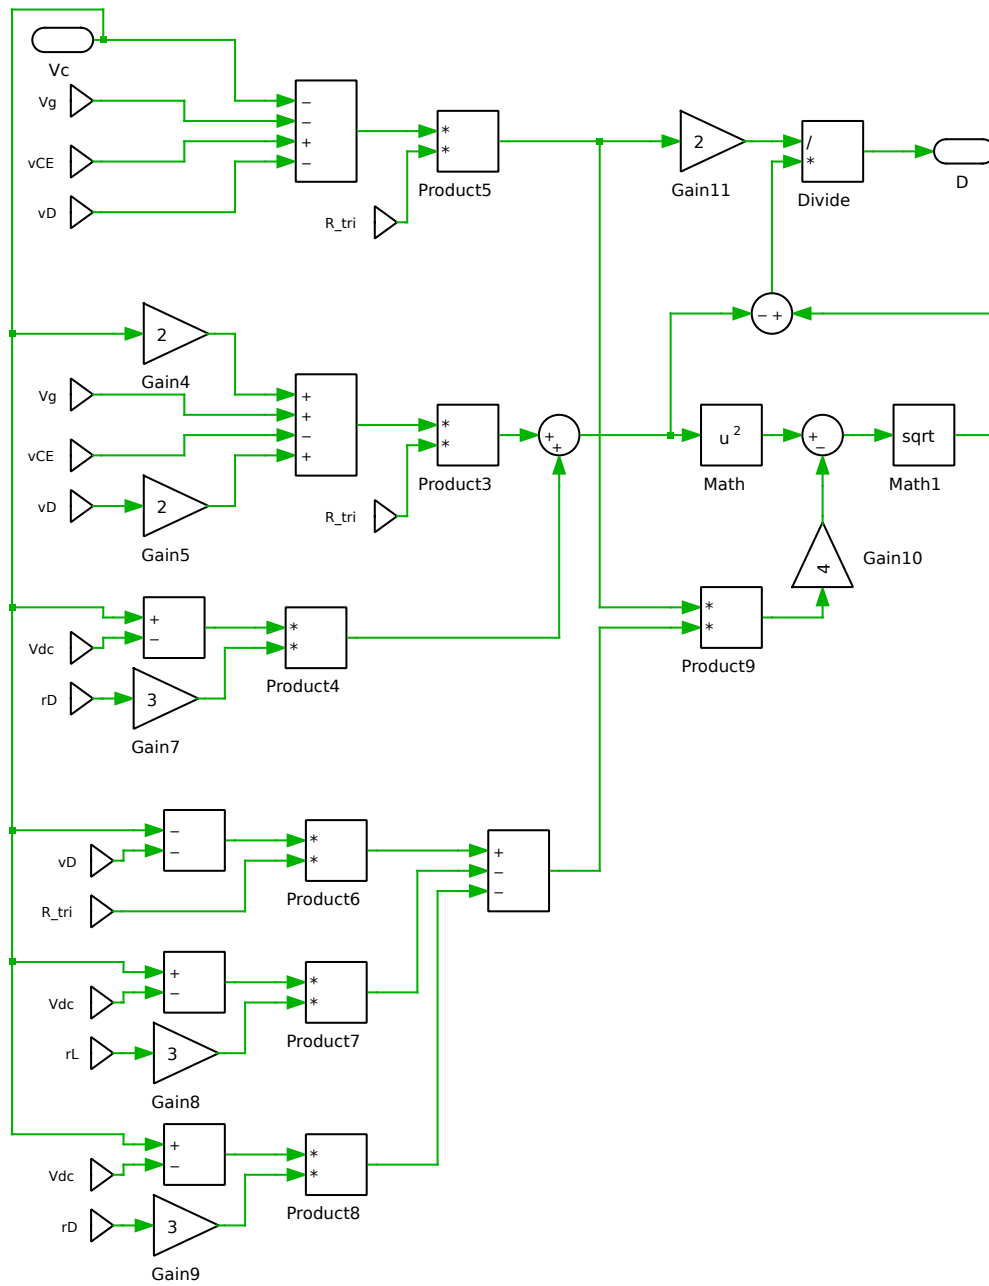 Vc
Vg
vCE
vD
−
−
+
−
*
*
Product5
R_tri
2
Gain11
/
*
Divide
D
− +
2
Gain4
Vg
vCE
vD
2
Gain5
+
+
−
+
*
*
Product3
R_tri
+
+
u 2
Math
+
−
sqrt
Math1
4
Gain10
Vdc
+
−
rD
3
Gain7
*
*
Product4
*
*
Product9
−
−
vD
R_tri
*
*
Product6
+
−
−
+
−
Vdc
rL
3
Gain8
*
*
Product7
+
−
Vdc
rD
3
Gain9
*
*
Product8